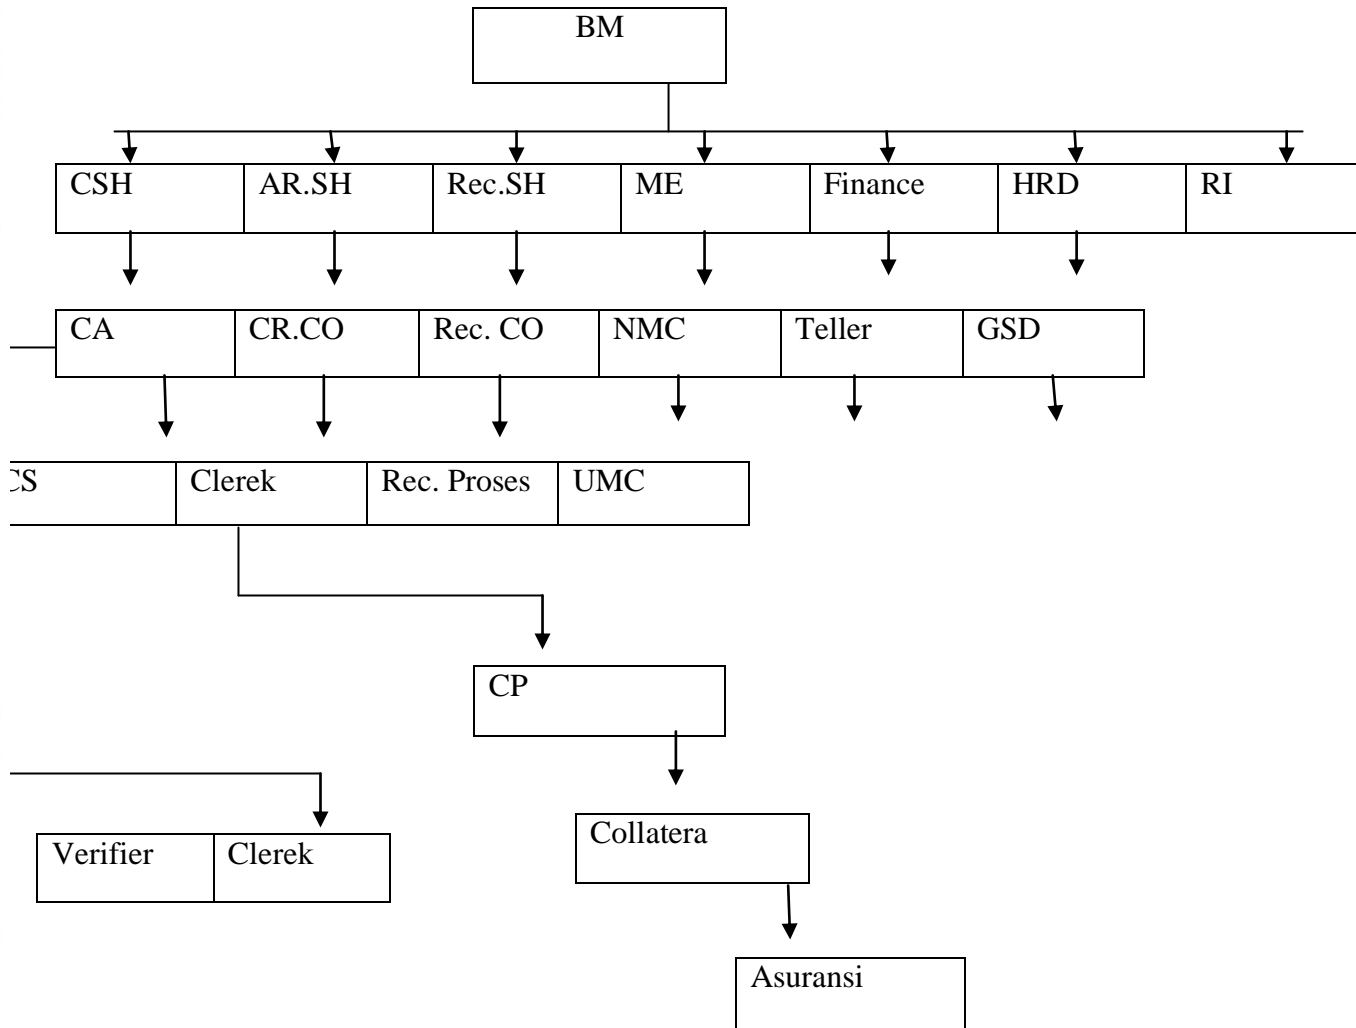 BM
CSH AR.SH Rec.SH ME Finance HRD RI
CA CR.CO Rec. CO NMC Teller GSD
CS Clerek Rec. Proses UMC
CP
Collatera
Verifier Clerek
Asuransi